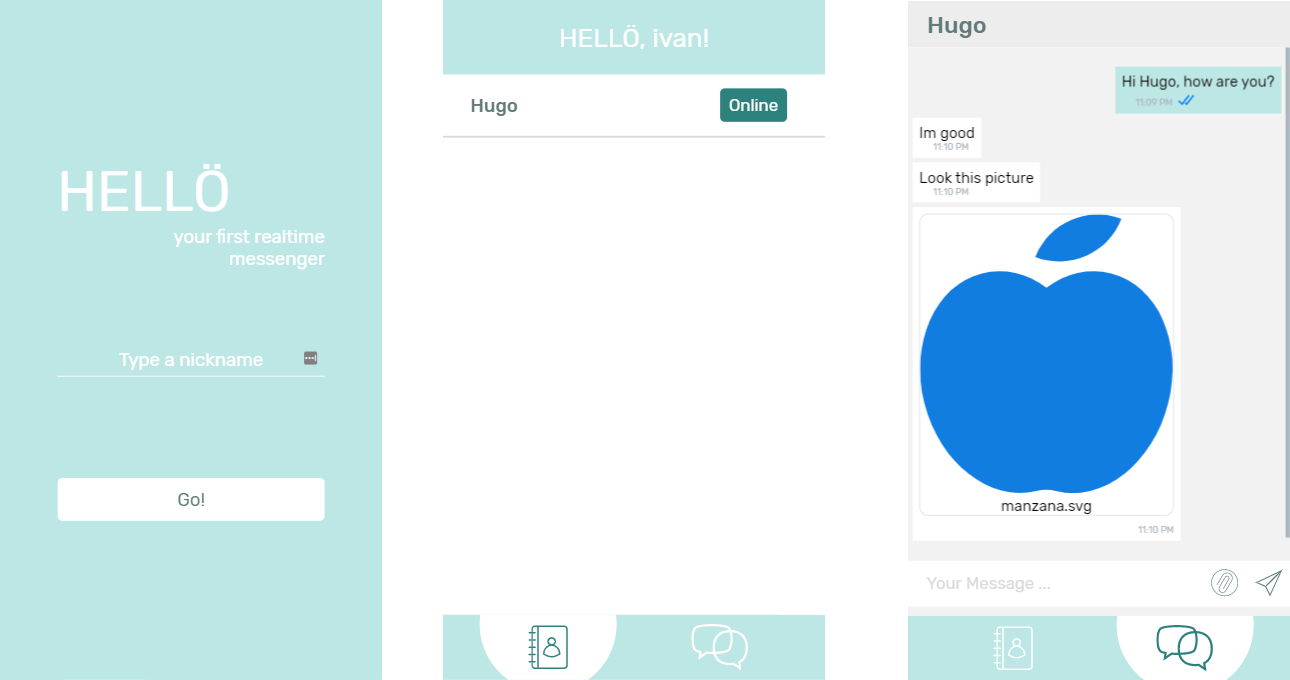 HELLÖ
your first realtime
messenger
Type a nickname
Go!
HELLÖ, ivan!
Hugo
Online
Hugo
Hi Hugo, how are you?
11:09 PM
Im good
11:10 PM
Look this picture
11:10 PM
manzana.svg
11:10 PM
Your Message ...